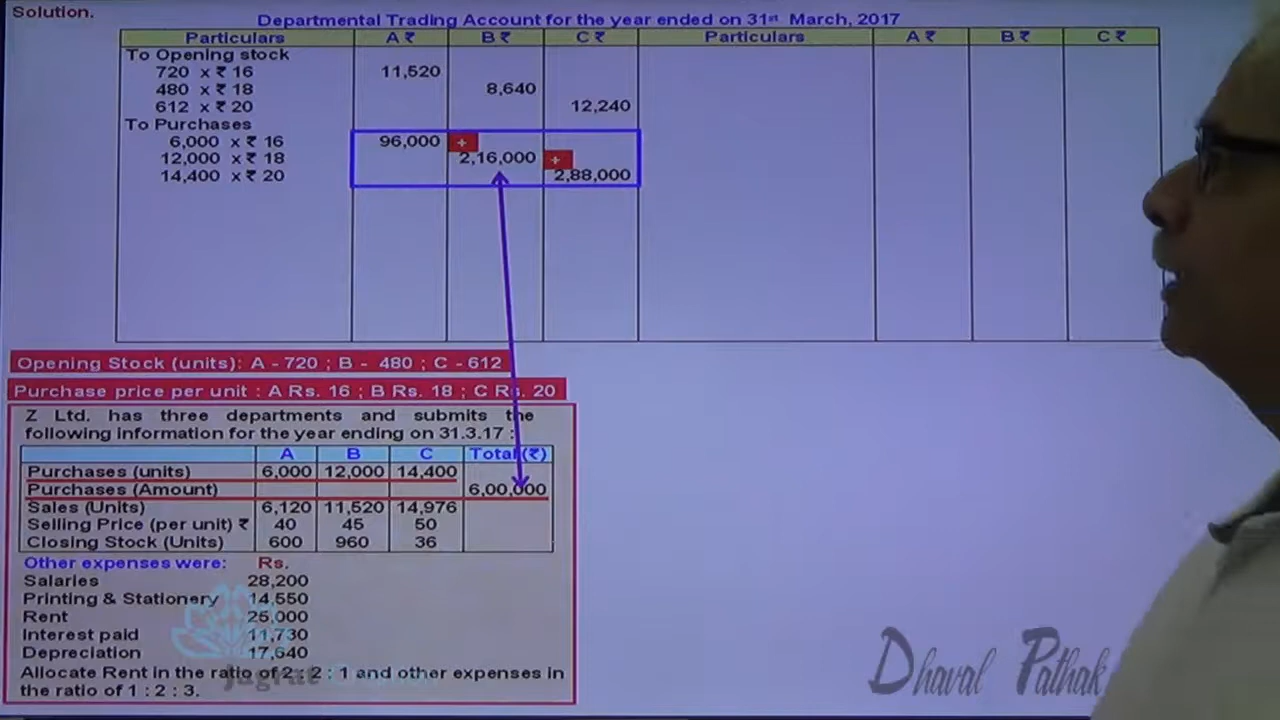 Solution.
Departmental Trading Account for the year ended on 31st March, 2017
Particulars A ₹ B ₹ C ₹ Particulars A ₹ B ₹ C ₹
To Opening stock
720 x ₹ 16 11,520
480 x ₹ 18 8,640
612 x ₹ 20 12,240
To Purchases
6,000 x ₹ 16 96,000 +
12,000 x ₹ 18 2,16,000 +
14,400 x ₹ 20 2,88,000
Opening Stock (units): A - 720 ; B - 480 ; C - 612
Purchase price per unit : A Rs. 16 ; B Rs. 18 ; C Rs. 20
Z Ltd. has three departments and submits the
following information for the year ending on 31.3.17 :
A B C Total (₹)
Purchases (units) 6,000 12,000 14,400
Purchases (Amount) 6,00,000
Sales (Units) 6,120 11,520 14,976
Selling Price (per unit) ₹ 40 45 50
Closing Stock (Units) 600 960 36
Other expenses were: Rs.
Salaries 28,200
Printing & Stationery 14,550
Rent 25,000
Interest paid 11,730
Depreciation 17,640
Allocate Rent in the ratio of 2 : 2 : 1 and other expenses in
the ratio of 1 : 2 : 3.
Jagrat
Dhaval Pathak